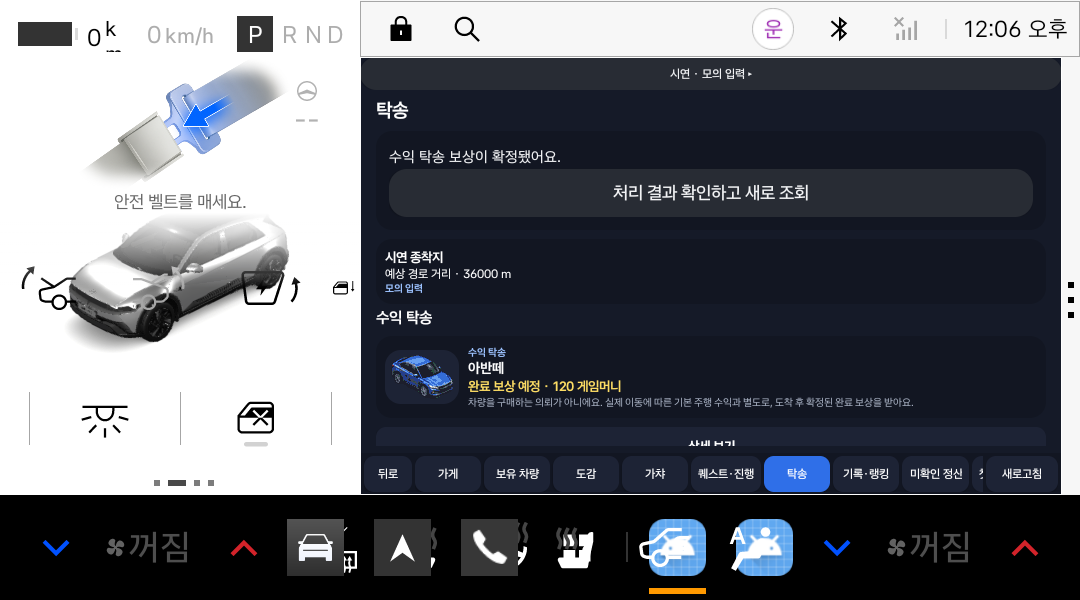 0 k
0 km/h
P R N D
운
12:06 오후
안전 벨트를 매세요.
시연 · 모의 입력 ▸
탁송
수익 탁송 보상이 확정됐어요.
처리 결과 확인하고 새로 조회
시연 종착지
예상 경로 거리 · 36000 m
모의 입력
수익 탁송
수익 탁송
아반떼
완료 보상 예정 · 120 게임머니
차량을 구매하는 의뢰가 아니에요. 실제 이동에 따른 기본 주행 수익과 별도로, 도착 후 확정된 완료 보상을 받아요.
상세 보기
뒤로 가게 보유 차량 도감 가챠 퀘스트·진행 탁송 기록·랭킹 미확인 정산 새로고침
꺼짐
A
꺼짐